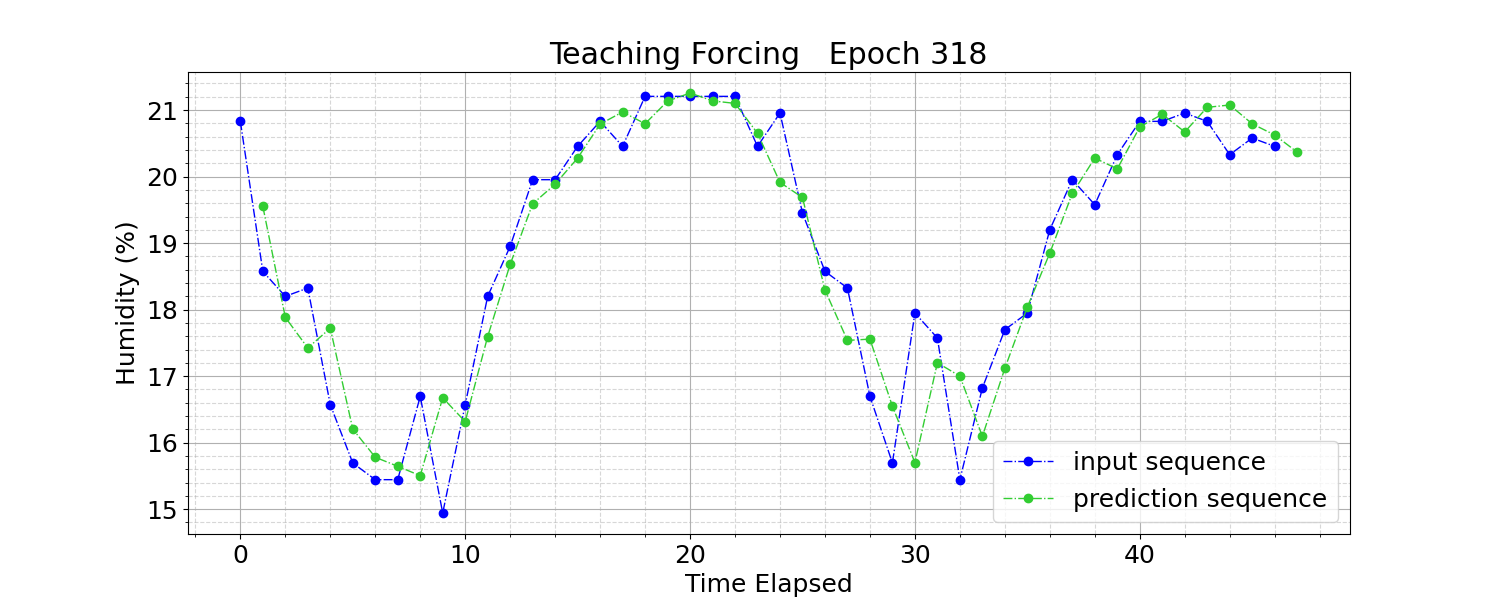 Teaching Forcing   Epoch 318
21
20
19
18
17
16
15
Humidity (%)
input sequence
prediction sequence
0 10 20 30 40
Time Elapsed